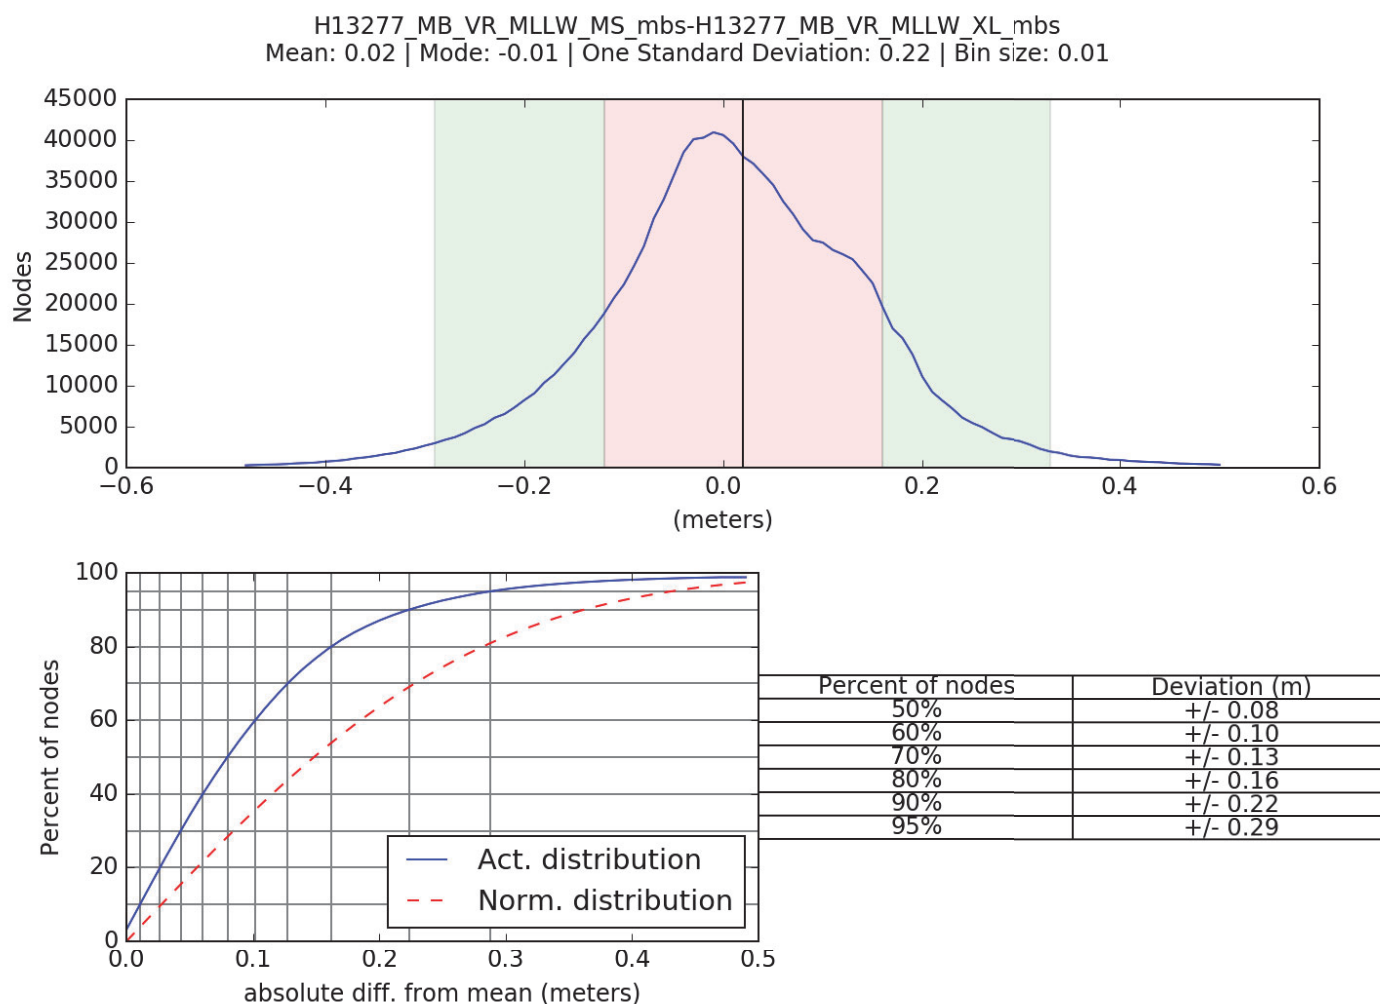 H13277_MB_VR_MLLW_MS_mbs-H13277_MB_VR_MLLW_XL_mbs
Mean: 0.02 | Mode: -0.01 | One Standard Deviation: 0.22 | Bin size: 0.01
45000
40000
35000
30000
25000
20000
15000
10000
5000
0
Nodes
−0.6 −0.4 −0.2 0.0 0.2 0.4 0.6
(meters)
100
80
60
40
20
0
Percent of nodes
Act. distribution
Norm. distribution
0.0 0.1 0.2 0.3 0.4 0.5
absolute diff. from mean (meters)
Percent of nodes Deviation (m)
50% +/- 0.08
60% +/- 0.10
70% +/- 0.13
80% +/- 0.16
90% +/- 0.22
95% +/- 0.29